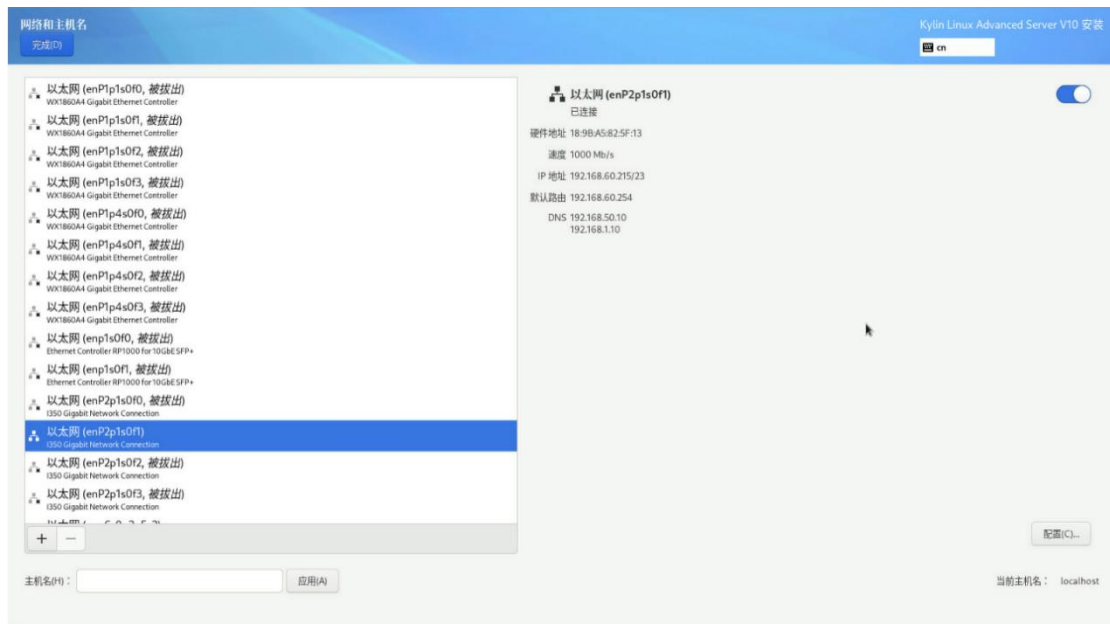 网络和主机名
Kylin Linux Advanced Server V10 安装
完成(D)
cn
以太网 (enP1p1s0f0, 被拔出)
WX1860A4 Gigabit Ethernet Controller
以太网 (enP1p1s0f1, 被拔出)
WX1860A4 Gigabit Ethernet Controller
以太网 (enP1p1s0f2, 被拔出)
WX1860A4 Gigabit Ethernet Controller
以太网 (enP1p1s0f3, 被拔出)
WX1860A4 Gigabit Ethernet Controller
以太网 (enP1p4s0f0, 被拔出)
WX1860A4 Gigabit Ethernet Controller
以太网 (enP1p4s0f1, 被拔出)
WX1860A4 Gigabit Ethernet Controller
以太网 (enP1p4s0f2, 被拔出)
WX1860A4 Gigabit Ethernet Controller
以太网 (enP1p4s0f3, 被拔出)
WX1860A4 Gigabit Ethernet Controller
以太网 (enp1s0f0, 被拔出)
Ethernet Controller RP1000 for 10GbE SFP+
以太网 (enp1s0f1, 被拔出)
Ethernet Controller RP1000 for 10GbE SFP+
以太网 (enP2p1s0f0, 被拔出)
I350 Gigabit Network Connection
以太网 (enP2p1s0f1)
I350 Gigabit Network Connection
以太网 (enP2p1s0f2, 被拔出)
I350 Gigabit Network Connection
以太网 (enP2p1s0f3, 被拔出)
I350 Gigabit Network Connection
以太网 (enP2p1s0f1)
已连接
硬件地址 18:9B:A5:82:5F:13
速度 1000 Mb/s
IP 地址 192.168.60.215/23
默认路由 192.168.60.254
DNS 192.168.50.10
192.168.1.10
+ −
配置(C)...
主机名(H)：
应用(A)
当前主机名： localhost